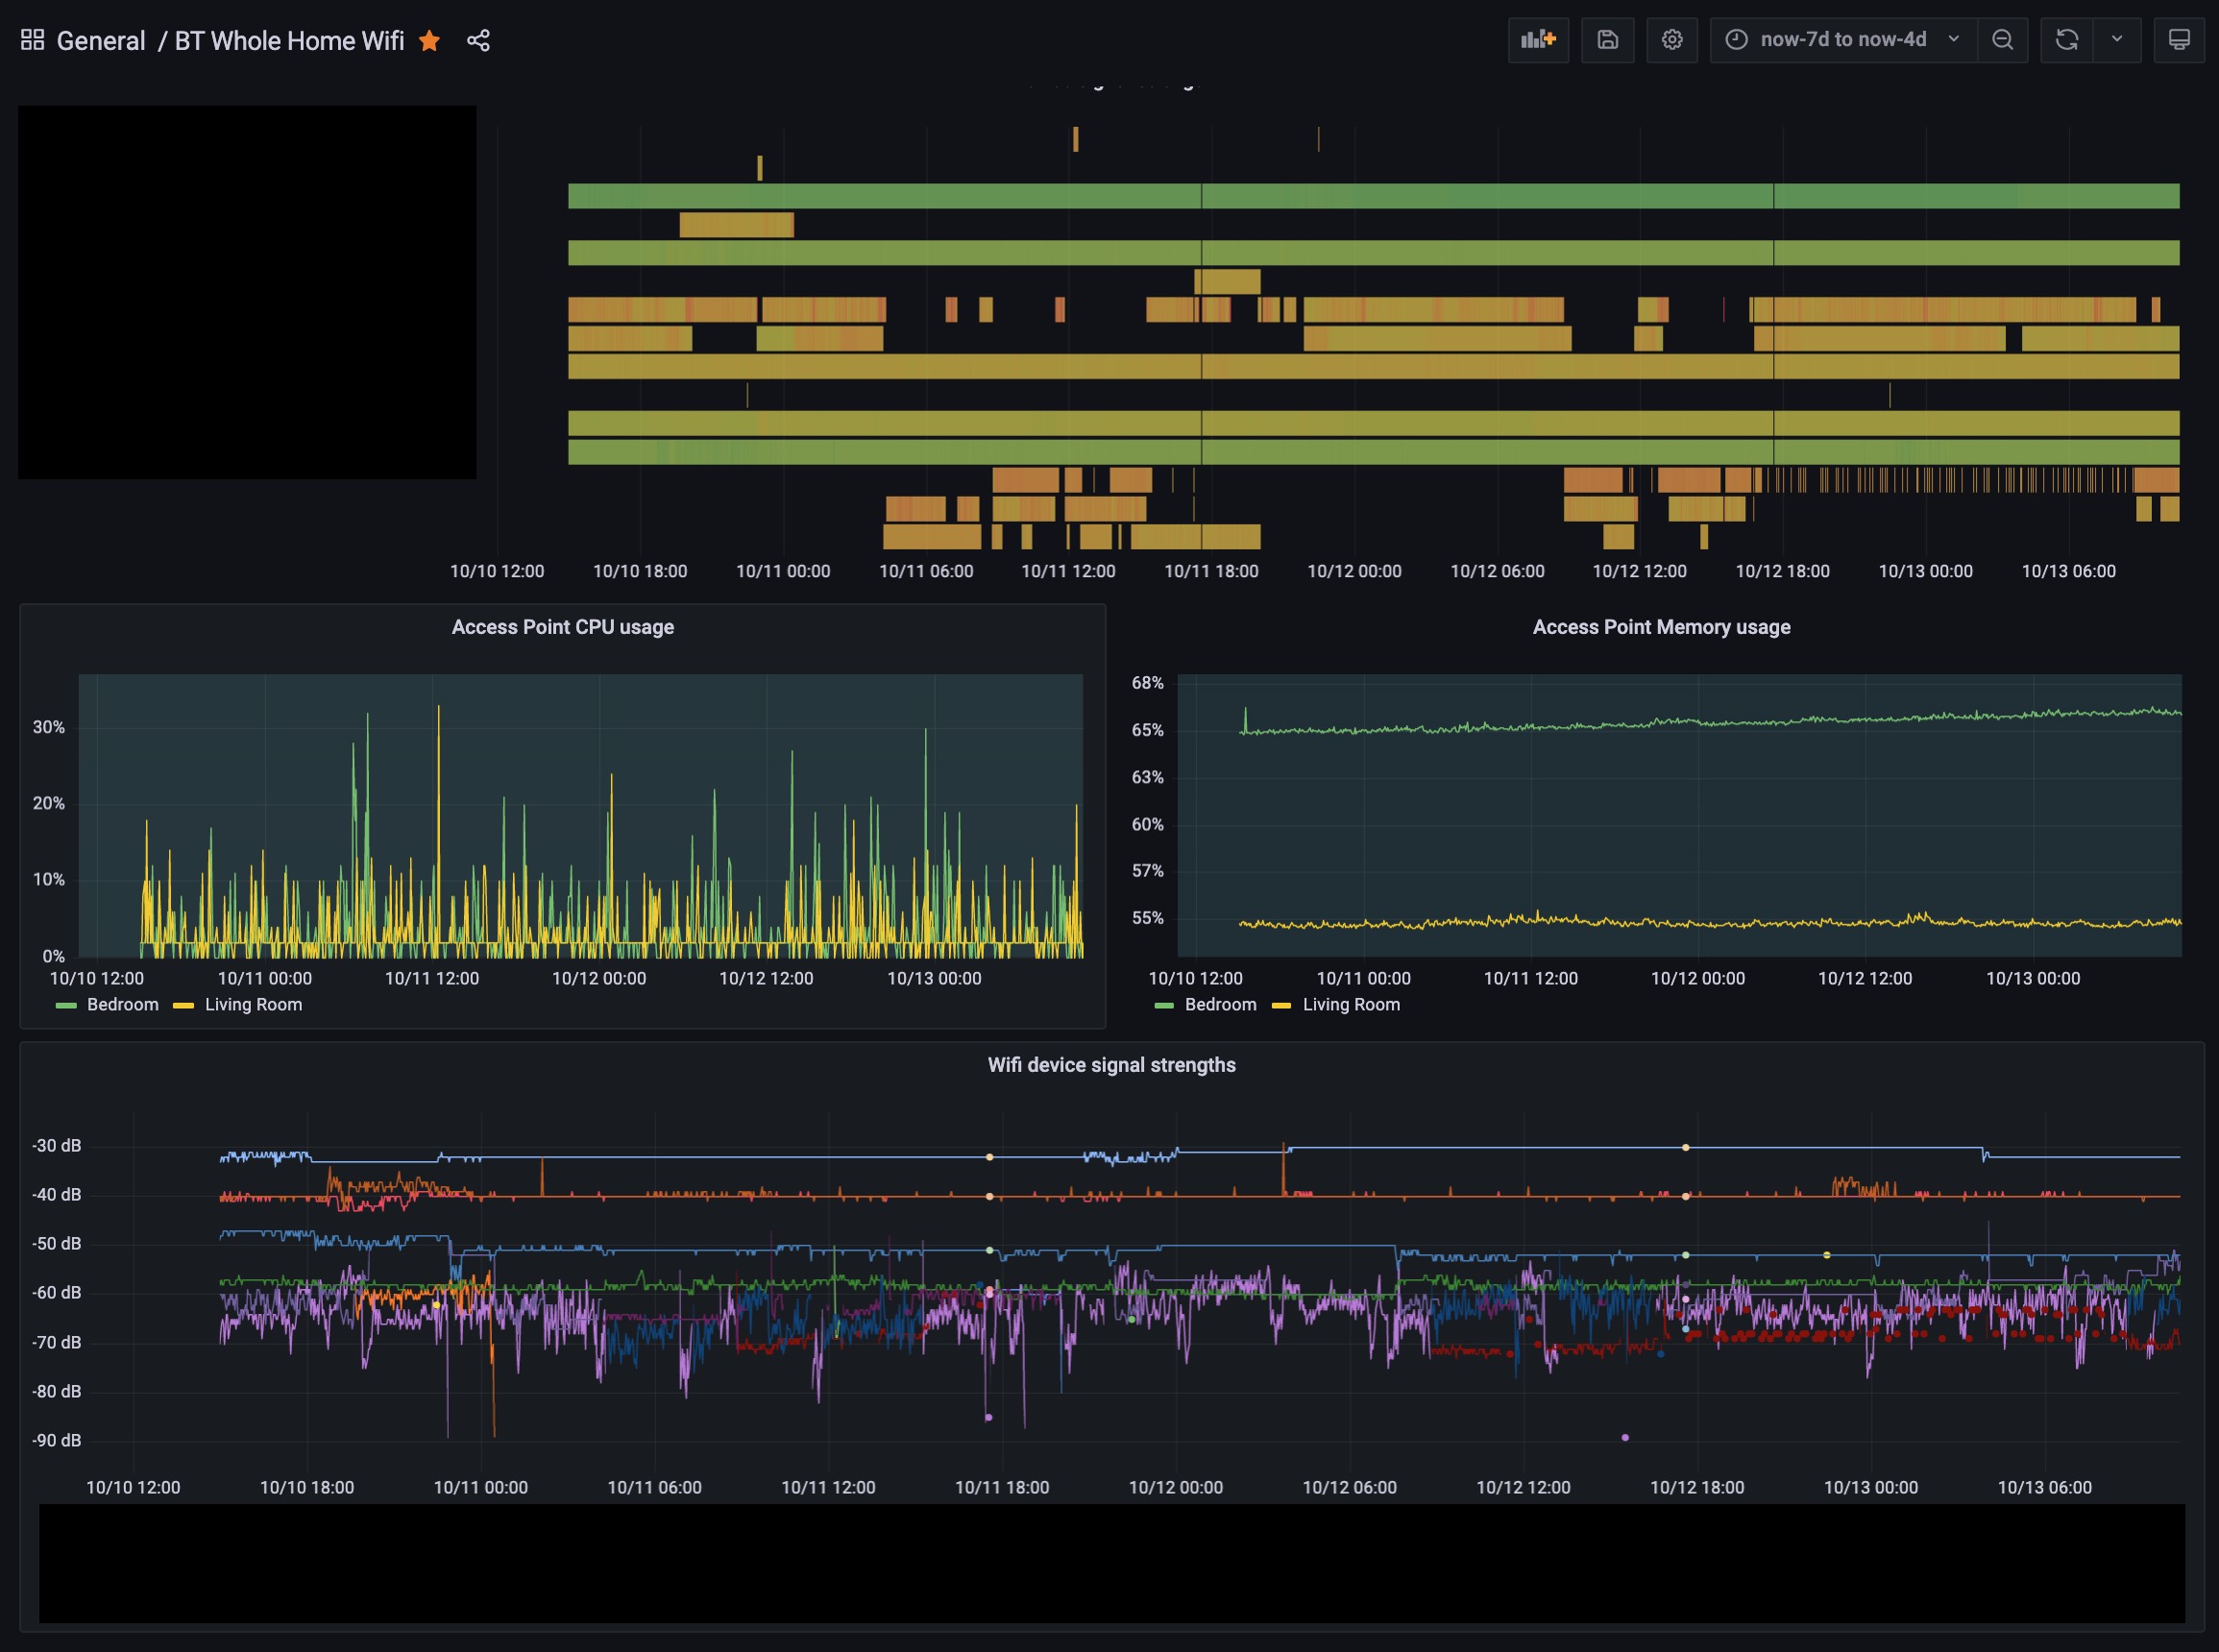 General / BT Whole Home Wifi
now-7d to now-4d
10/10 12:00 10/10 18:00 10/11 00:00 10/11 06:00 10/11 12:00 10/11 18:00 10/12 00:00 10/12 06:00 10/12 12:00 10/12 18:00 10/13 00:00 10/13 06:00
Access Point CPU usage
30%
20%
10%
0%
10/10 12:00 10/11 00:00 10/11 12:00 10/12 00:00 10/12 12:00 10/13 00:00
Bedroom Living Room
Access Point Memory usage
68%
65%
63%
60%
57%
55%
10/10 12:00 10/11 00:00 10/11 12:00 10/12 00:00 10/12 12:00 10/13 00:00
Bedroom Living Room
Wifi device signal strengths
-30 dB
-40 dB
-50 dB
-60 dB
-70 dB
-80 dB
-90 dB
10/10 12:00 10/10 18:00 10/11 00:00 10/11 06:00 10/11 12:00 10/11 18:00 10/12 00:00 10/12 06:00 10/12 12:00 10/12 18:00 10/13 00:00 10/13 06:00